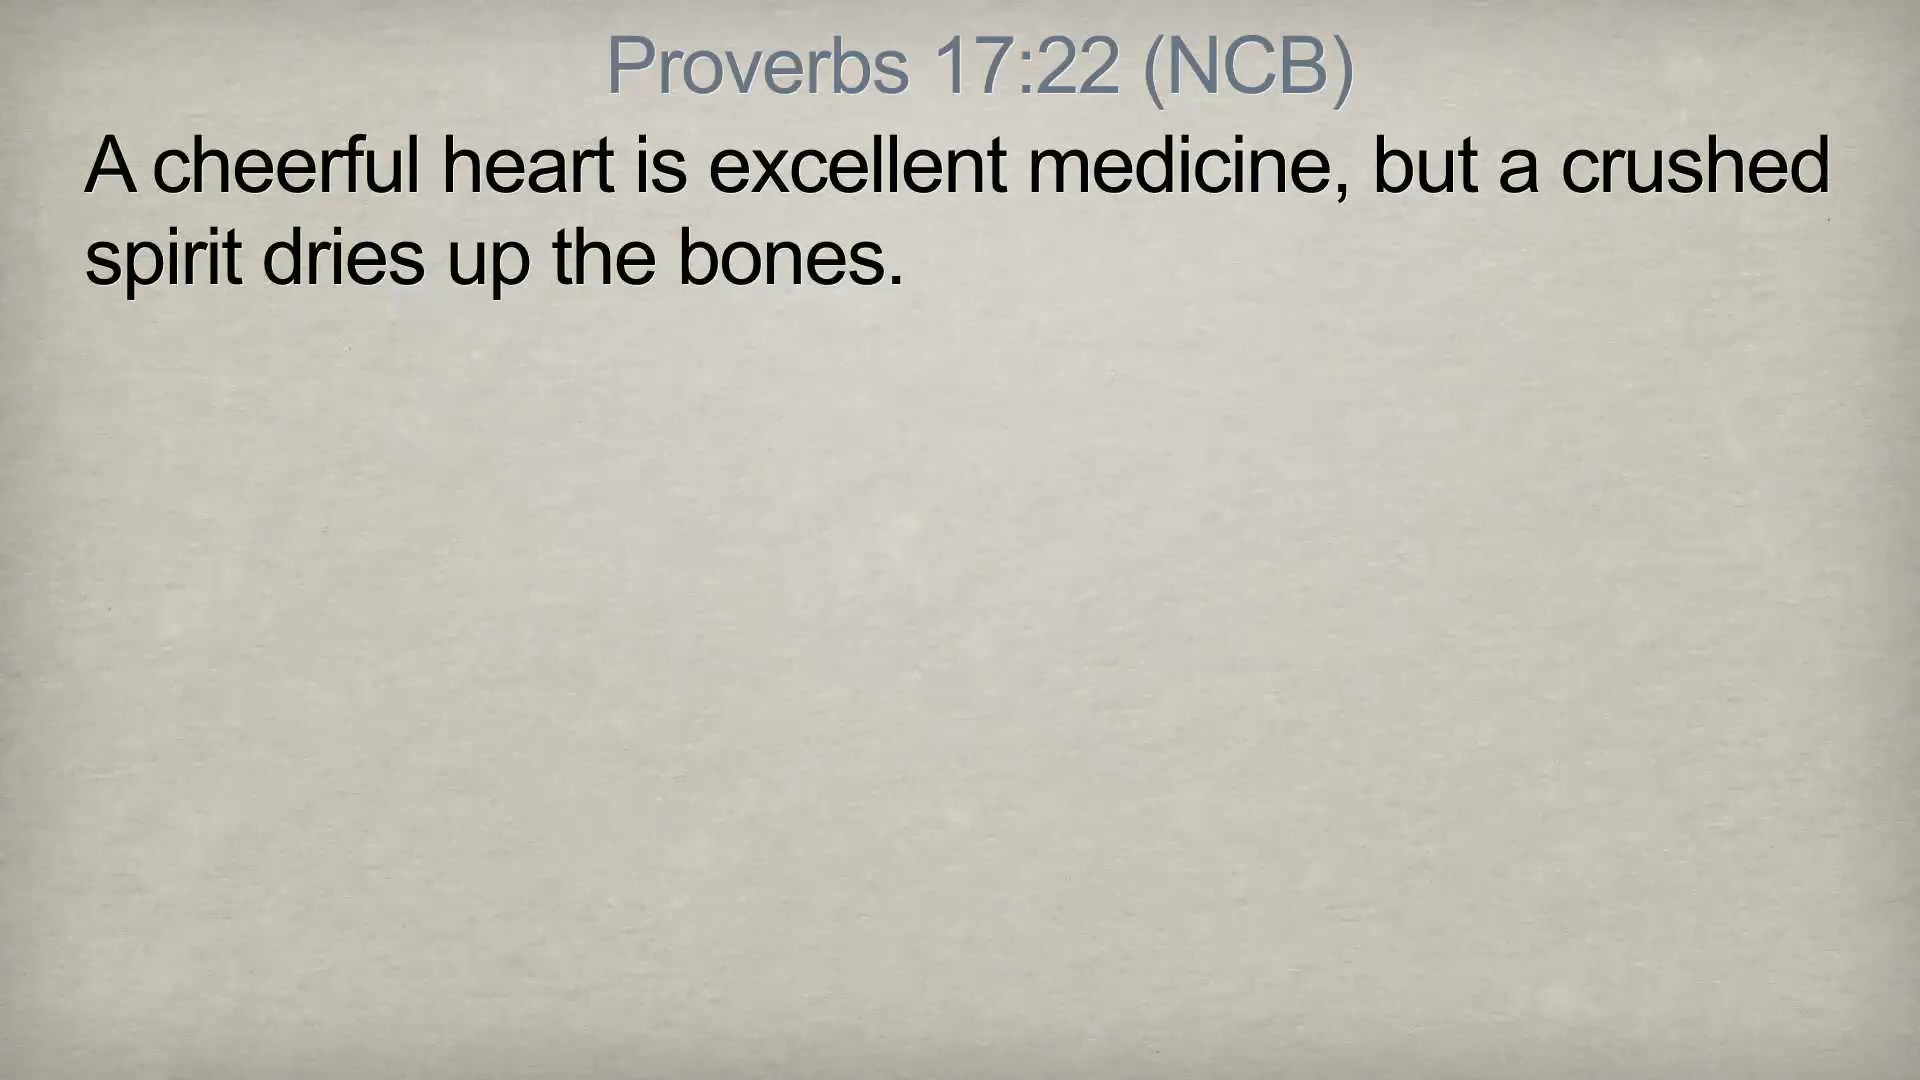 Proverbs 17:22 (NCB)
A cheerful heart is excellent medicine, but a crushed
spirit dries up the bones.